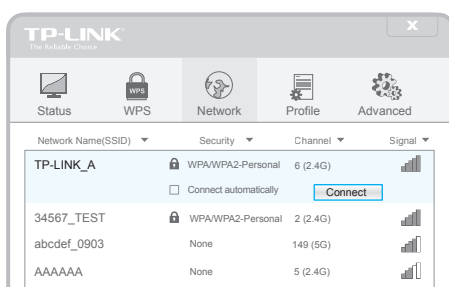 TP-LINK®
The Reliable Choice
X
WPS
Status WPS Network Profile Advanced
Network Name(SSID) Security Channel Signal
TP-LINK_A WPA/WPA2-Personal 6 (2.4G)
Connect automatically Connect
34567_TEST WPA/WPA2-Personal 2 (2.4G)
abcdef_0903 None 149 (5G)
AAAAAA None 5 (2.4G)